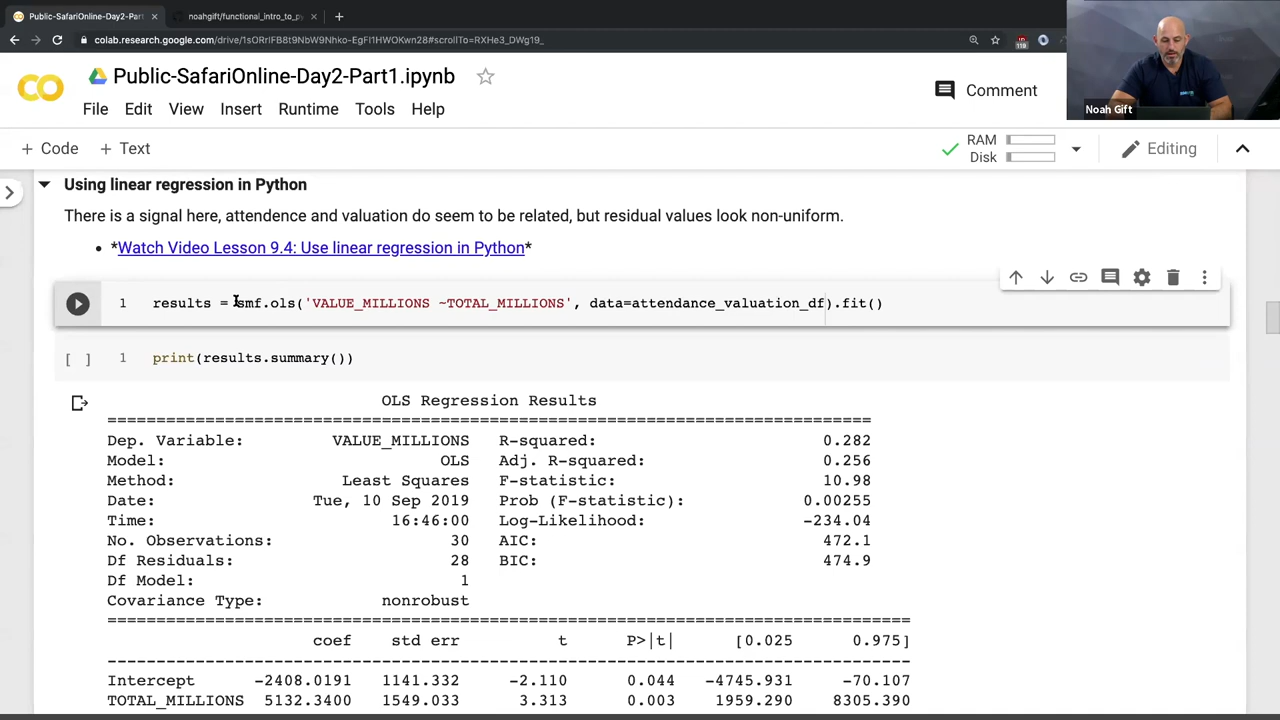 Public-SafariOnline-Day2-Part
noahgift/functional_intro_to_py
colab.research.google.com
119
Noah Gift
Public-SafariOnline-Day2-Part1.ipynb
File Edit View Insert Runtime Tools Help
Comment
+ Code + Text
RAM
Disk
Editing
Using linear regression in Python
There is a signal here, attendence and valuation do seem to be related, but residual values look non-uniform.
• *Watch Video Lesson 9.4: Use linear regression in Python*
1 results = smf.ols('VALUE_MILLIONS ~TOTAL_MILLIONS', data=attendance_valuation_df).fit()
[ ] 1 print(results.summary())
OLS Regression Results
==============================================================================
Dep. Variable: VALUE_MILLIONS R-squared: 0.282
Model: OLS Adj. R-squared: 0.256
Method: Least Squares F-statistic: 10.98
Date: Tue, 10 Sep 2019 Prob (F-statistic): 0.00255
Time: 16:46:00 Log-Likelihood: -234.04
No. Observations: 30 AIC: 472.1
Df Residuals: 28 BIC: 474.9
Df Model: 1
Covariance Type: nonrobust
==================================================================================
coef std err t P>|t| [0.025 0.975]
----------------------------------------------------------------------------------
Intercept -2408.0191 1141.332 -2.110 0.044 -4745.931 -70.107
TOTAL_MILLIONS 5132.3400 1549.033 3.313 0.003 1959.290 8305.390